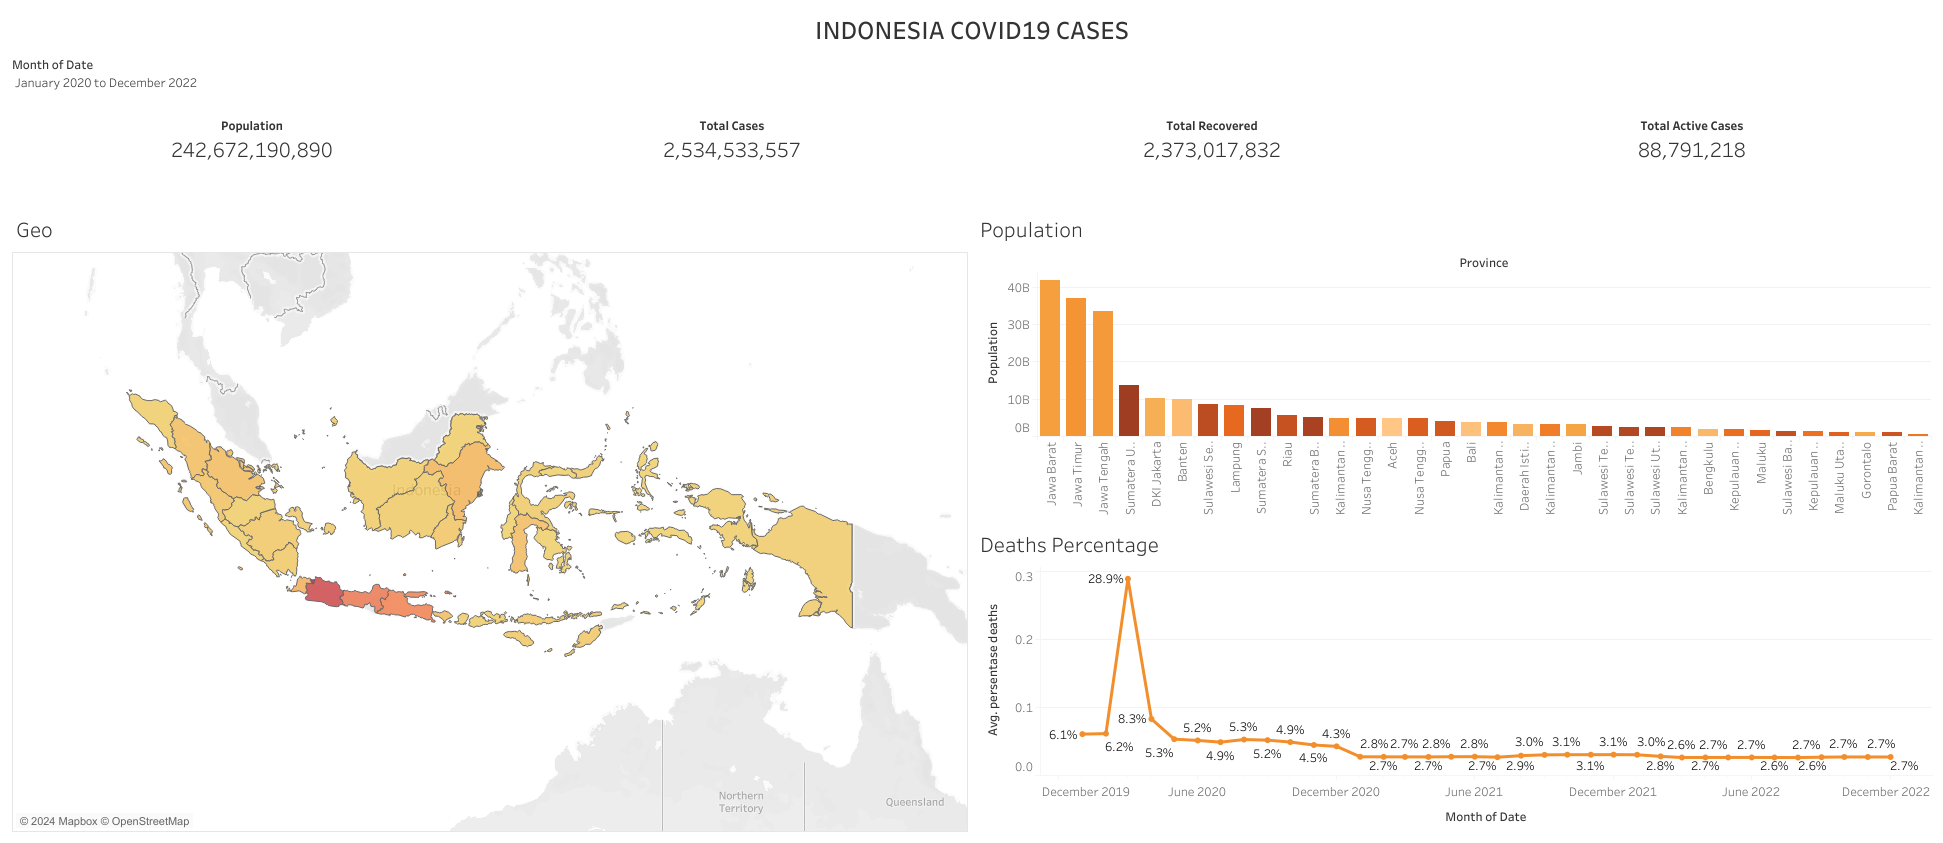 INDONESIA COVID19 CASES
Month of Date
January 2020 to December 2022
Population
242,672,190,890
Total Cases
2,534,533,557
Total Recovered
2,373,017,832
Total Active Cases
88,791,218
Geo
Indonesia
Northern
Territory
Queensland
© 2024 Mapbox © OpenStreetMap
Population
Province
Population
40B
30B
20B
10B
0B
Jawa Barat
Jawa Timur
Jawa Tengah
Sumatera U..
DKI Jakarta
Banten
Sulawesi Se..
Lampung
Sumatera S..
Riau
Sumatera B..
Kalimantan ..
Nusa Tengg..
Aceh
Nusa Tengg..
Papua
Bali
Kalimantan ..
Daerah Isti..
Kalimantan ..
Jambi
Sulawesi Te..
Sulawesi Te..
Sulawesi Ut..
Kalimantan ..
Bengkulu
Kepulauan ..
Maluku
Sulawesi Ba..
Kepulauan ..
Maluku Uta..
Gorontalo
Papua Barat
Kalimantan ..
Deaths Percentage
Avg. persentase deaths
0.3
0.2
0.1
0.0
6.1%
6.2%
28.9%
8.3%
5.3%
5.2%
4.9%
5.3%
5.2%
4.9%
4.5%
4.3%
2.8%
2.7%
2.7%
2.7%
2.8%
2.8%
2.7%
2.9%
3.0%
3.1%
3.1%
3.1%
3.0%
2.8%
2.6%
2.7%
2.7%
2.7%
2.6%
2.6%
2.7%
2.7%
2.7%
2.7%
December 2019
June 2020
December 2020
June 2021
December 2021
June 2022
December 2022
Month of Date